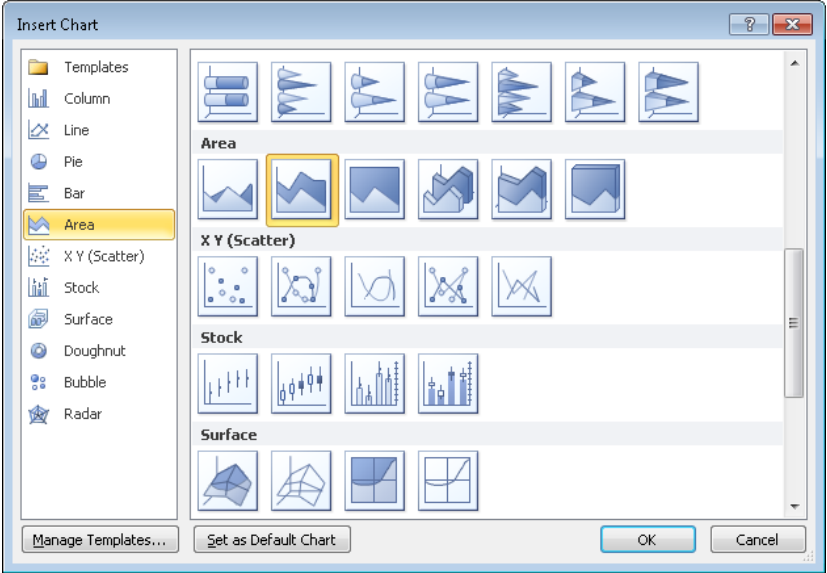 Insert Chart
Templates
Column
Line
Pie
Bar
Area
X Y (Scatter)
Stock
Surface
Doughnut
Bubble
Radar
Area
X Y (Scatter)
Stock
Surface
Manage Templates...
Set as Default Chart
OK
Cancel